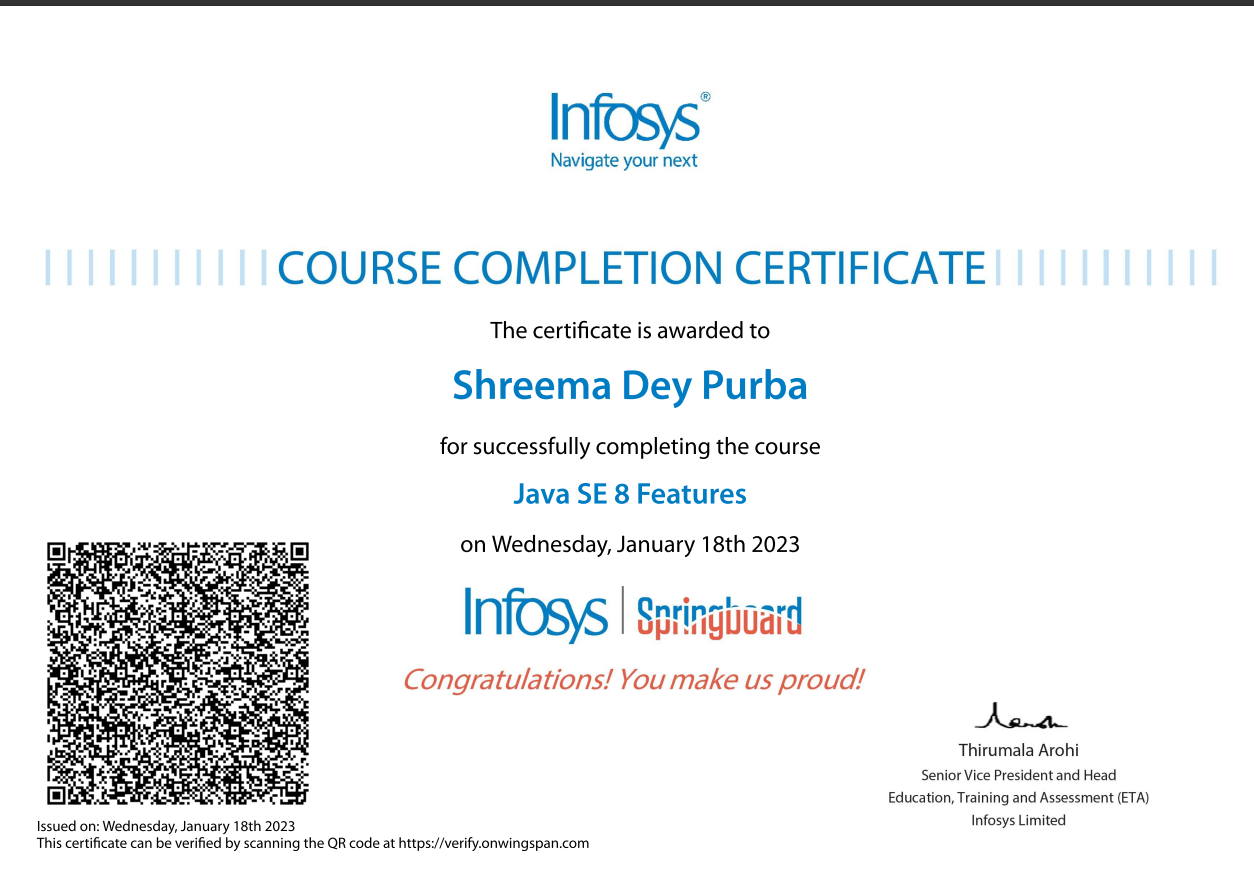 Infosys®
Navigate your next
COURSE COMPLETION CERTIFICATE
The certificate is awarded to
Shreema Dey Purba
for successfully completing the course
Java SE 8 Features
on Wednesday, January 18th 2023
Infosys | Springboard
Congratulations! You make us proud!
Thirumala Arohi
Senior Vice President and Head
Education, Training and Assessment (ETA)
Infosys Limited
Issued on: Wednesday, January 18th 2023
This certificate can be verified by scanning the QR code at https://verify.onwingspan.com